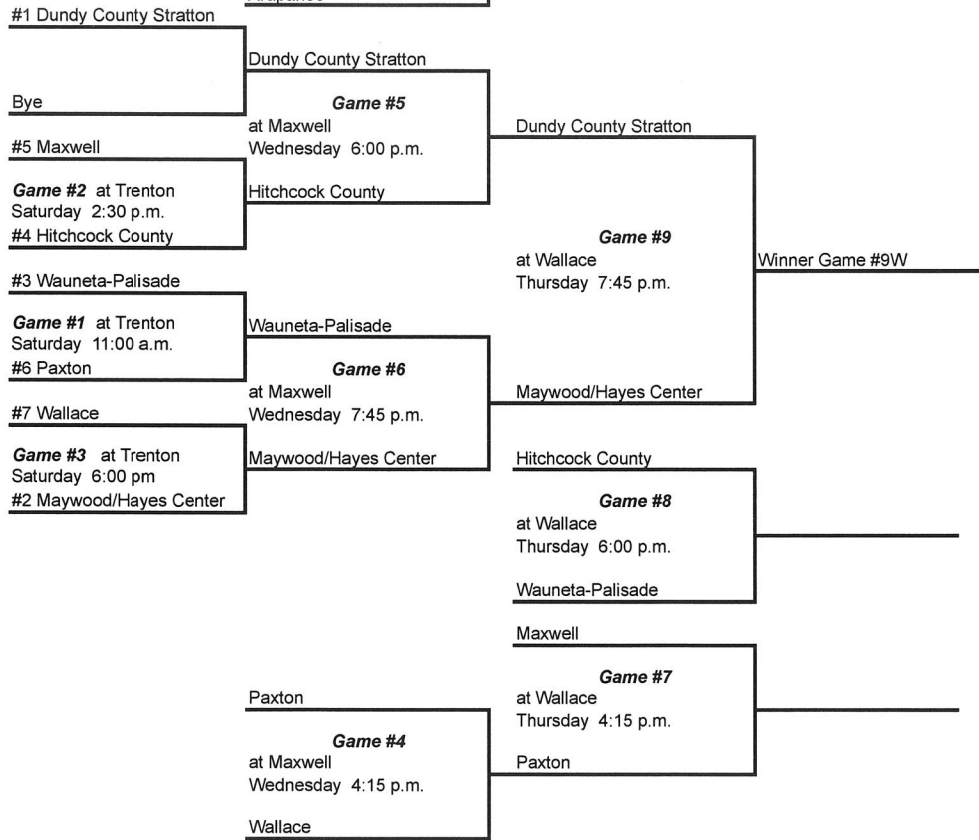 #1 Dundy County Stratton
Dundy County Stratton
Bye
Game #5
at Maxwell
Wednesday 6:00 p.m.
Dundy County Stratton
#5 Maxwell
Game #2 at Trenton
Saturday 2:30 p.m.
#4 Hitchcock County
Hitchcock County
Game #9
at Wallace
Thursday 7:45 p.m.
Winner Game #9W
#3 Wauneta-Palisade
Game #1 at Trenton
Saturday 11:00 a.m.
#6 Paxton
Wauneta-Palisade
Game #6
at Maxwell
Wednesday 7:45 p.m.
Maywood/Hayes Center
#7 Wallace
Game #3 at Trenton
Saturday 6:00 pm
#2 Maywood/Hayes Center
Maywood/Hayes Center
Hitchcock County
Game #8
at Wallace
Thursday 6:00 p.m.
Wauneta-Palisade
Maxwell
Game #7
at Wallace
Thursday 4:15 p.m.
Paxton
Paxton
Game #4
at Maxwell
Wednesday 4:15 p.m.
Wallace